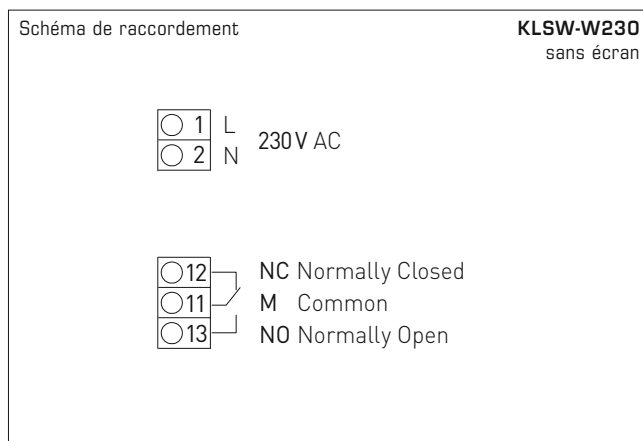 Schéma de raccordement KLSW-W230
sans écran
1 L 230 V AC
2 N
12 NC Normally Closed
11 M Common
13 NO Normally Open